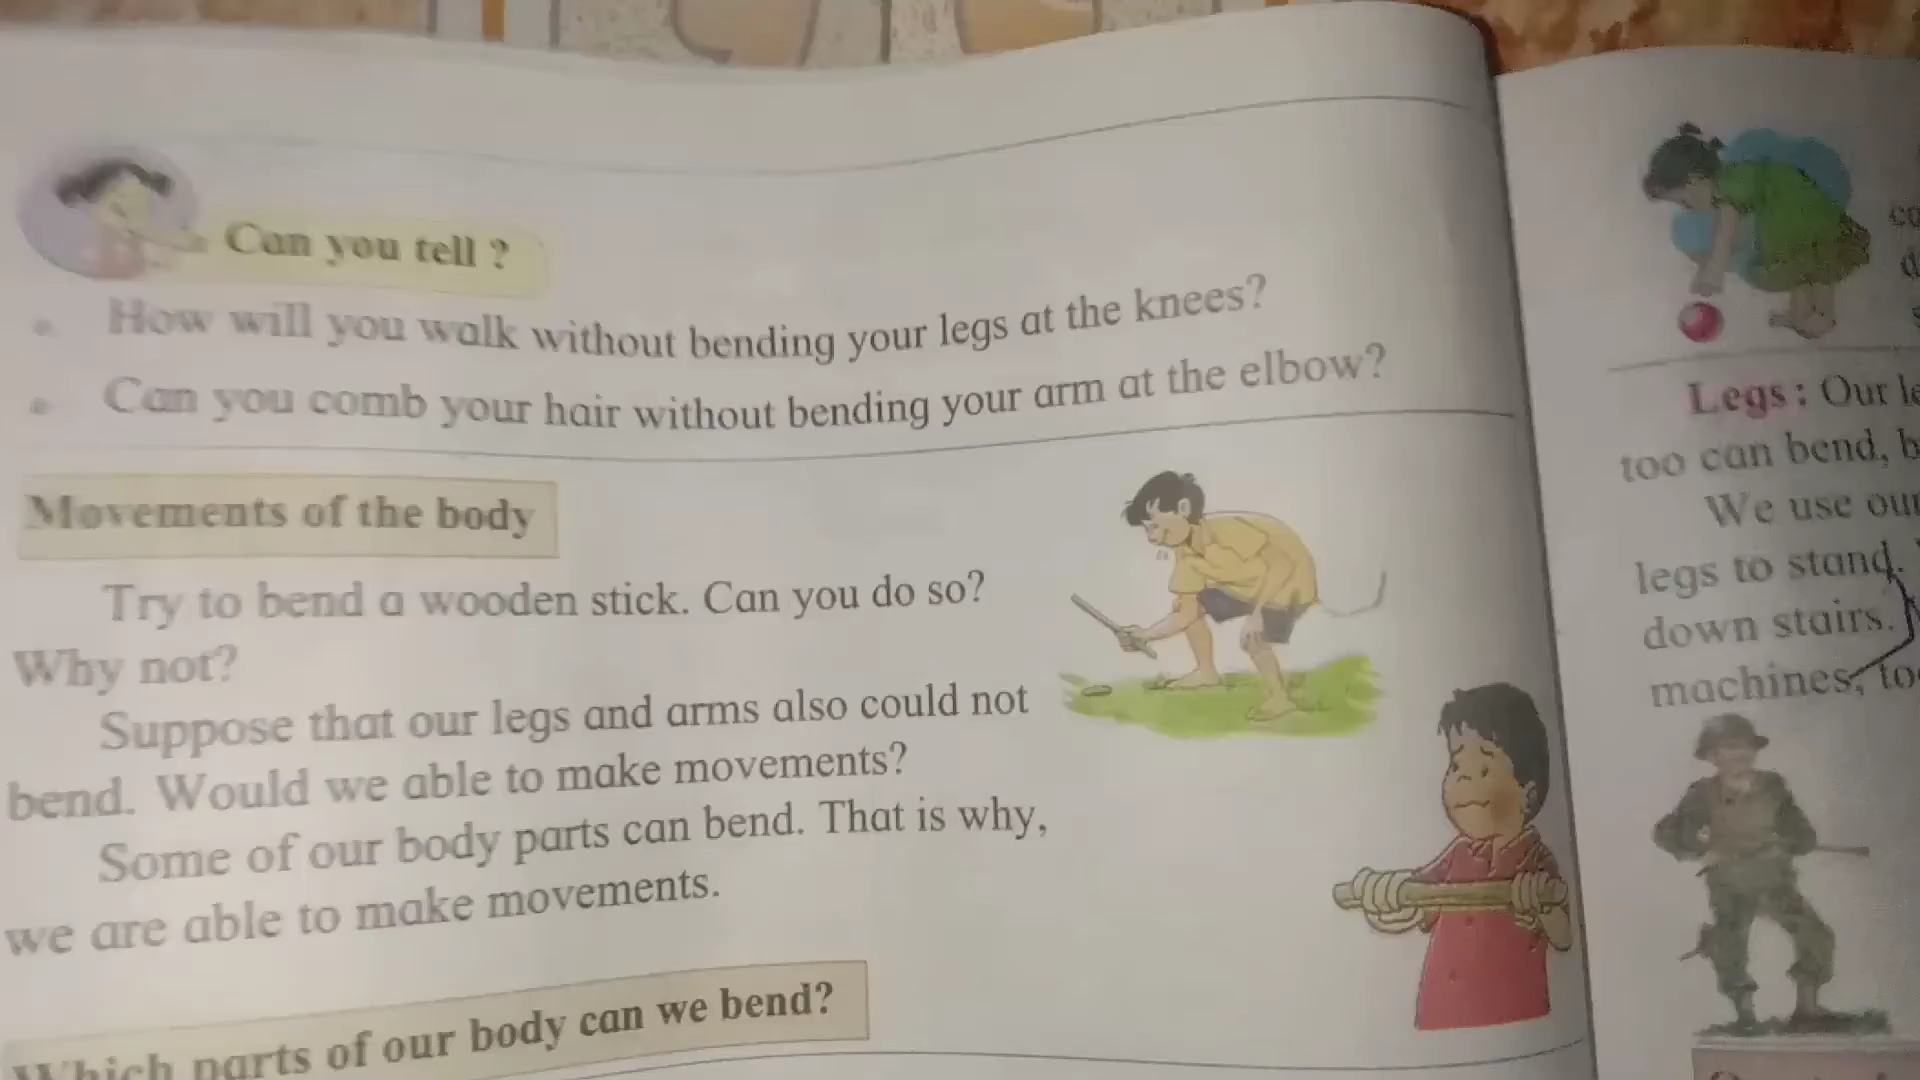 Can you tell ?
How will you walk without bending your legs at the knees?
Can you comb your hair without bending your arm at the elbow?
Movements of the body
Try to bend a wooden stick. Can you do so?
Why not?
Suppose that our legs and arms also could not
bend. Would we able to make movements?
Some of our body parts can bend. That is why,
we are able to make movements.
Which parts of our body can we bend?
Legs : Our
too can bend,
We use
legs to stand.
down stairs.
machines,